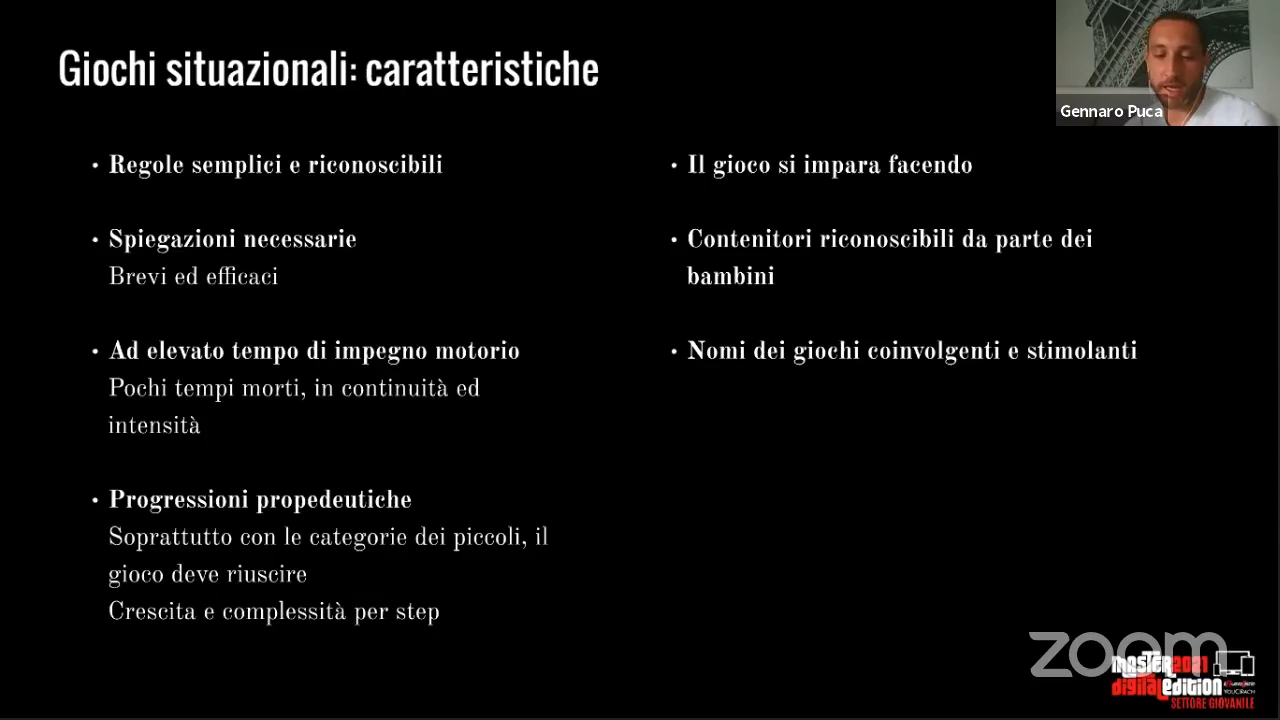 Giochi situazionali: caratteristiche
Gennaro Puca
• Regole semplici e riconoscibili
• Spiegazioni necessarie
Brevi ed efficaci
• Ad elevato tempo di impegno motorio
Pochi tempi morti, in continuità ed
intensità
• Progressioni propedeutiche
Soprattutto con le categorie dei piccoli, il
gioco deve riuscire
Crescita e complessità per step
• Il gioco si impara facendo
• Contenitori riconoscibili da parte dei
bambini
• Nomi dei giochi coinvolgenti e stimolanti
zoom
MASTER 2021
digital edition
YOUCOACH
SETTORE GIOVANILE